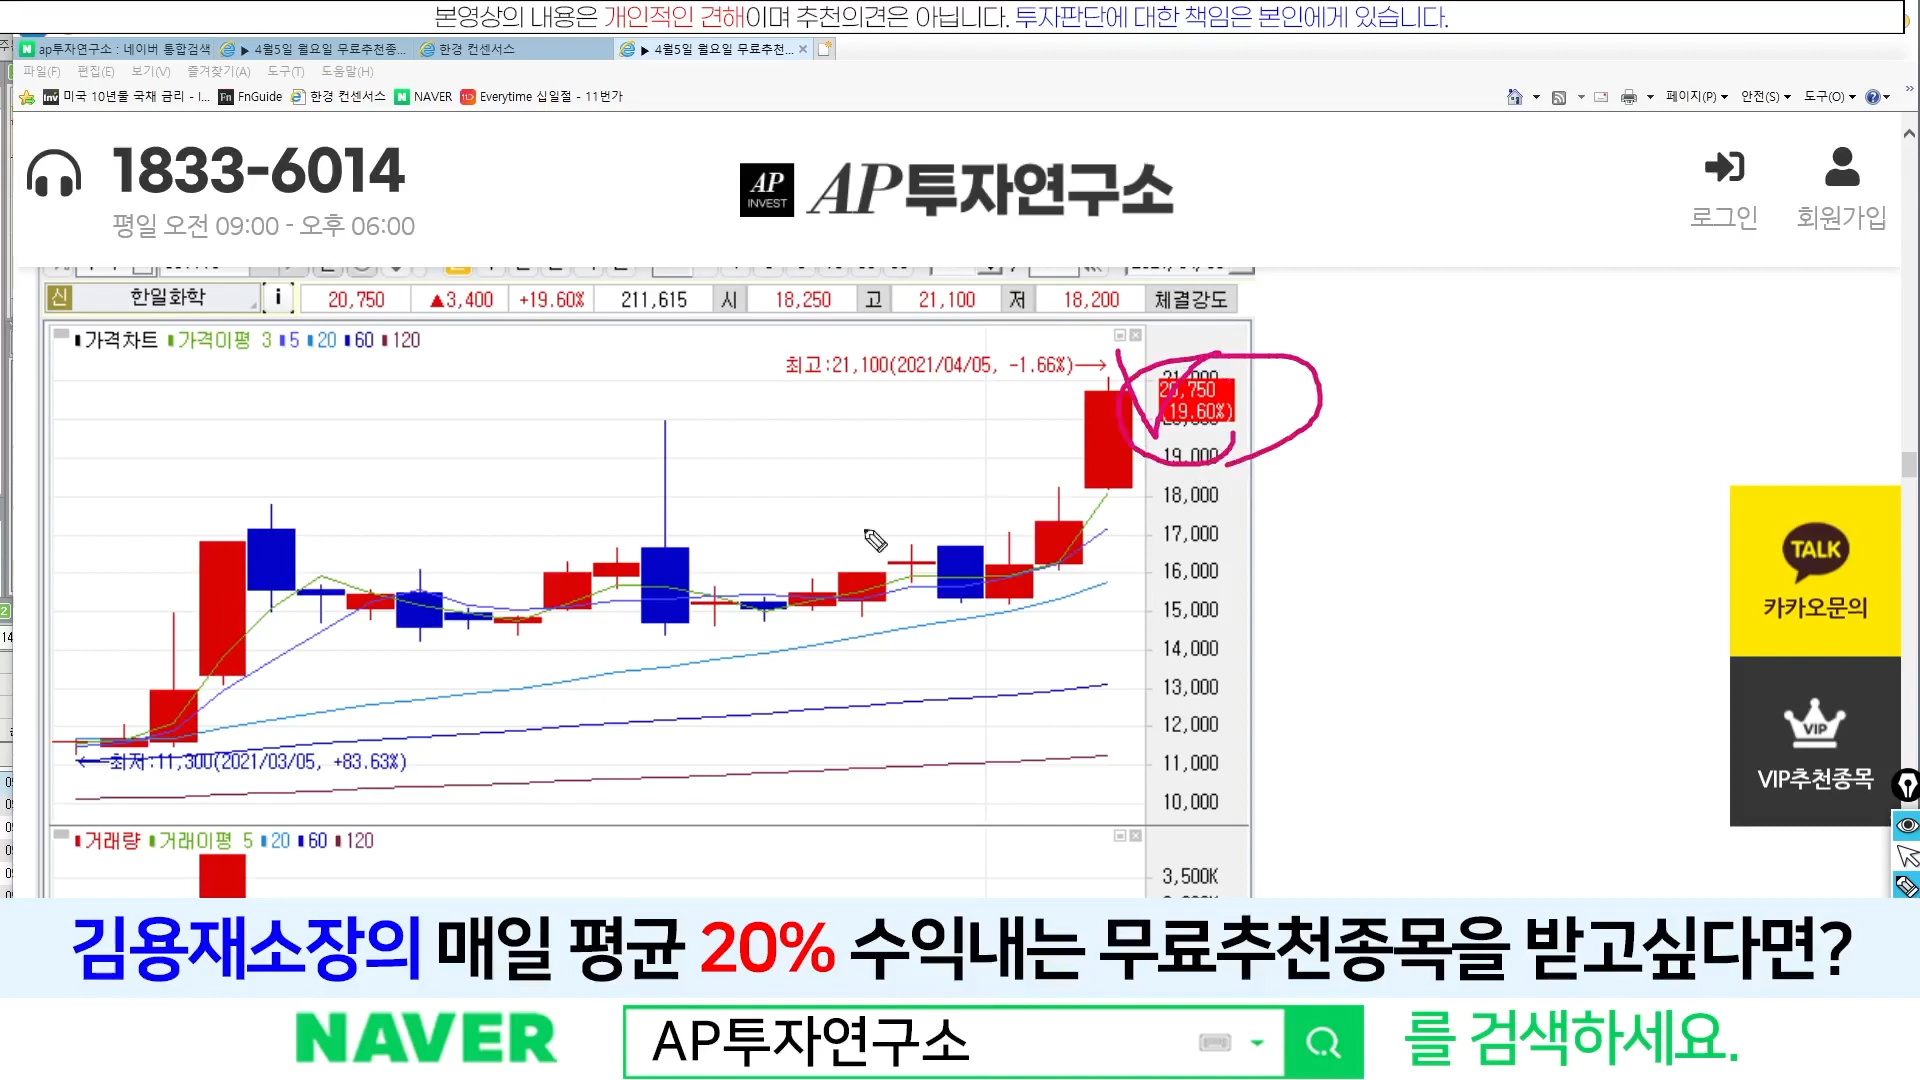 본영상의 내용은 개인적인 견해이며 추천의견은 아닙니다. 투자판단에 대한 책임은 본인에게 있습니다.
ap투자연구소 : 네이버 통합검색 ▶ 4월5일 월요일 무료추천종... 한경 컨센서스 ▶ 4월5일 월요일 무료추천...
파일(F) 편집(E) 보기(V) 즐겨찾기(A) 도구(T) 도움말(H)
Inv 미국 10년물 국채 금리 - I... Fn FnGuide 한경 컨센서스 N NAVER 11 Everytime 십일절 - 11번가 페이지(P) 안전(S) 도구(O)
1833-6014
평일 오전 09:00 - 오후 06:00
AP INVEST AP투자연구소
로그인 회원가입
신 한일화학 i 20,750 ▲3,400 +19.60% 211,615 시 18,250 고 21,100 저 18,200 체결강도
가격차트 가격이평 3 5 20 60 120
최고:21,100(2021/04/05, -1.66%)→
21,000
20,750
(19.60%)
20,000
19,000
18,000
17,000
16,000
15,000
14,000
13,000
12,000
11,000
10,000
←최저:11,300(2021/03/05, +83.63%)
거래량 거래이평 5 20 60 120
3,500K
TALK
카카오문의
VIP
VIP추천종목
김용재소장의 매일 평균 20% 수익내는 무료추천종목을 받고싶다면?
NAVER AP투자연구소 를 검색하세요.